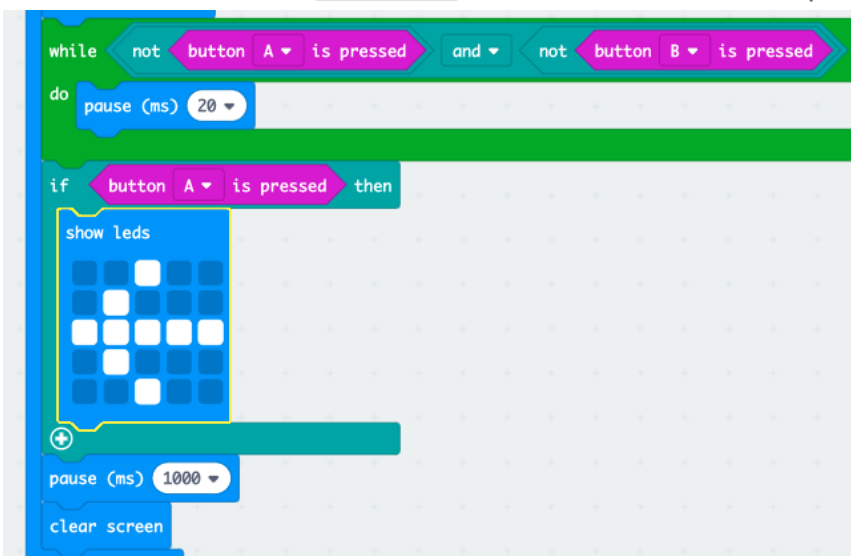 while not button A is pressed and not button B is pressed
do
pause (ms) 20
if button A is pressed then
show leds
pause (ms) 1000
clear screen